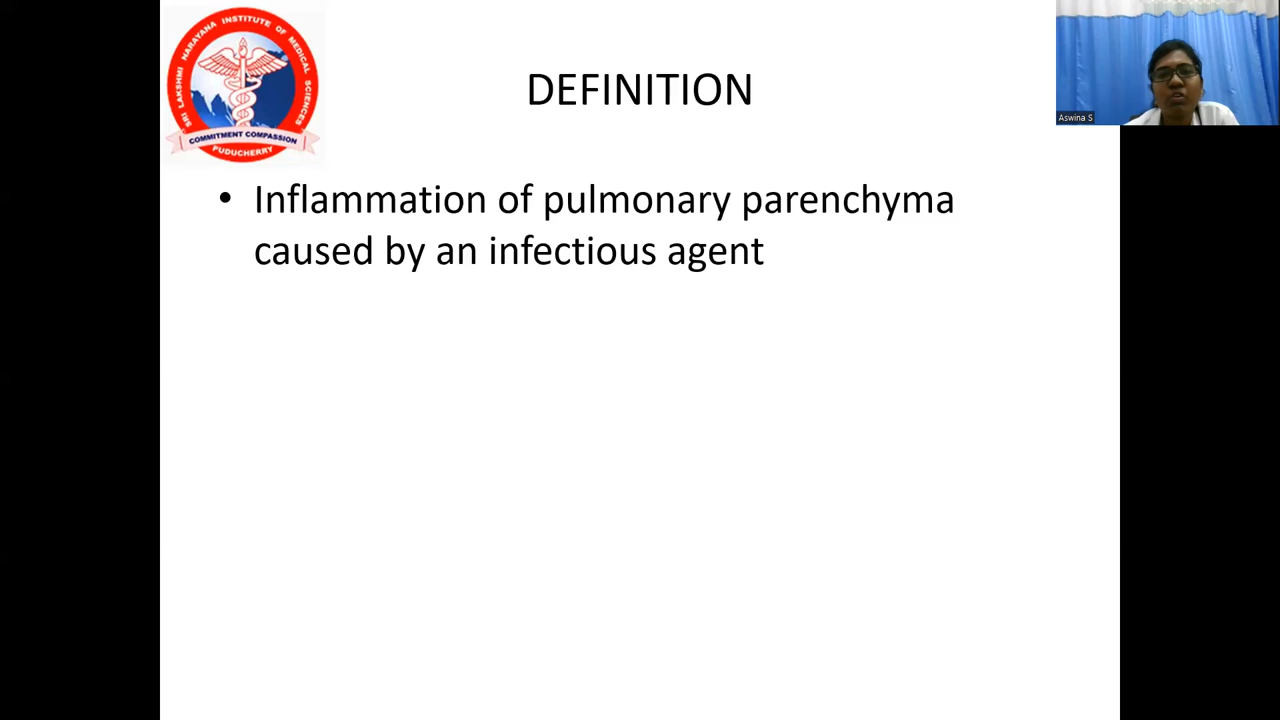 SRI LAKSHMI NARAYANA INSTITUTE OF MEDICAL SCIENCES
COMMITMENT COMPASSION
PUDUCHERRY
DEFINITION
Aswina S
• Inflammation of pulmonary parenchyma
caused by an infectious agent